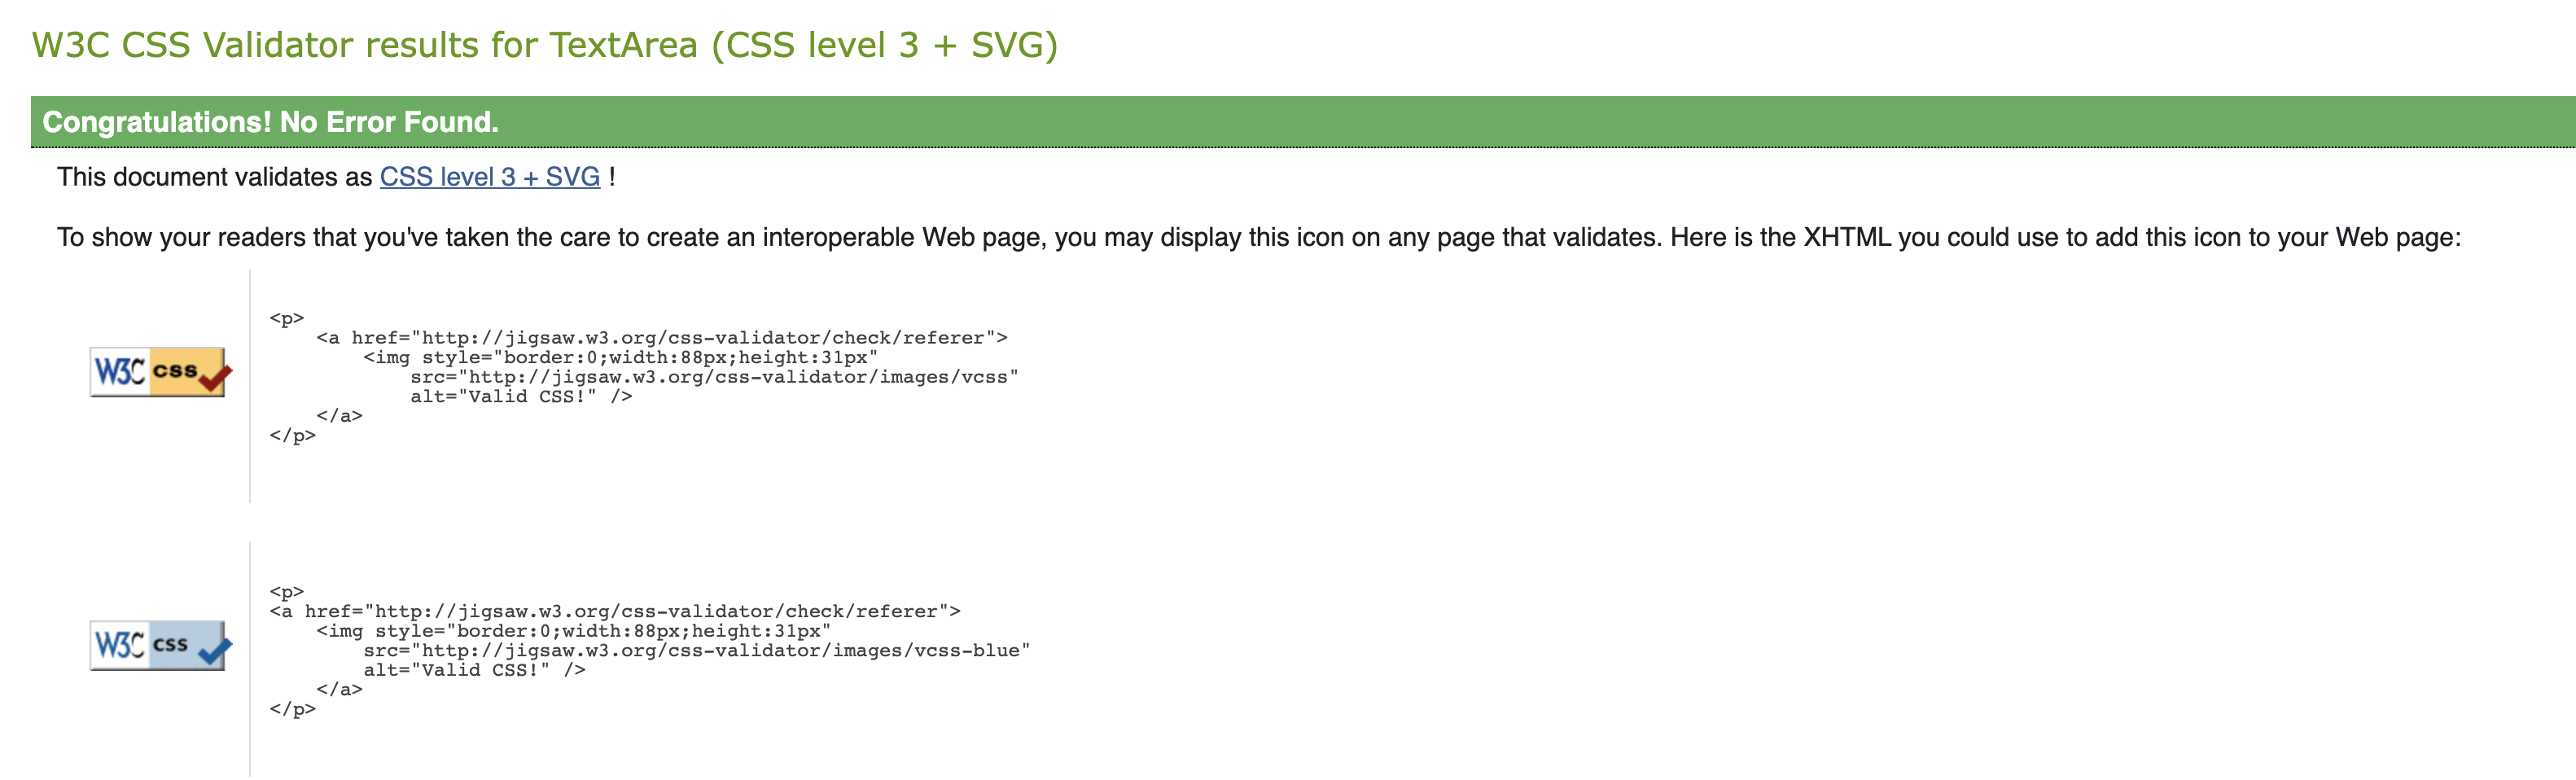 W3C CSS Validator results for TextArea (CSS level 3 + SVG)
Congratulations! No Error Found.
This document validates as CSS level 3 + SVG !
To show your readers that you've taken the care to create an interoperable Web page, you may display this icon on any page that validates. Here is the XHTML you could use to add this icon to your Web page:
W3C css
<p>
    <a href="http://jigsaw.w3.org/css-validator/check/referer">
        <img style="border:0;width:88px;height:31px"
            src="http://jigsaw.w3.org/css-validator/images/vcss"
            alt="Valid CSS!" />
    </a>
</p>
W3C css
<p>
<a href="http://jigsaw.w3.org/css-validator/check/referer">
    <img style="border:0;width:88px;height:31px"
        src="http://jigsaw.w3.org/css-validator/images/vcss-blue"
        alt="Valid CSS!" />
    </a>
</p>